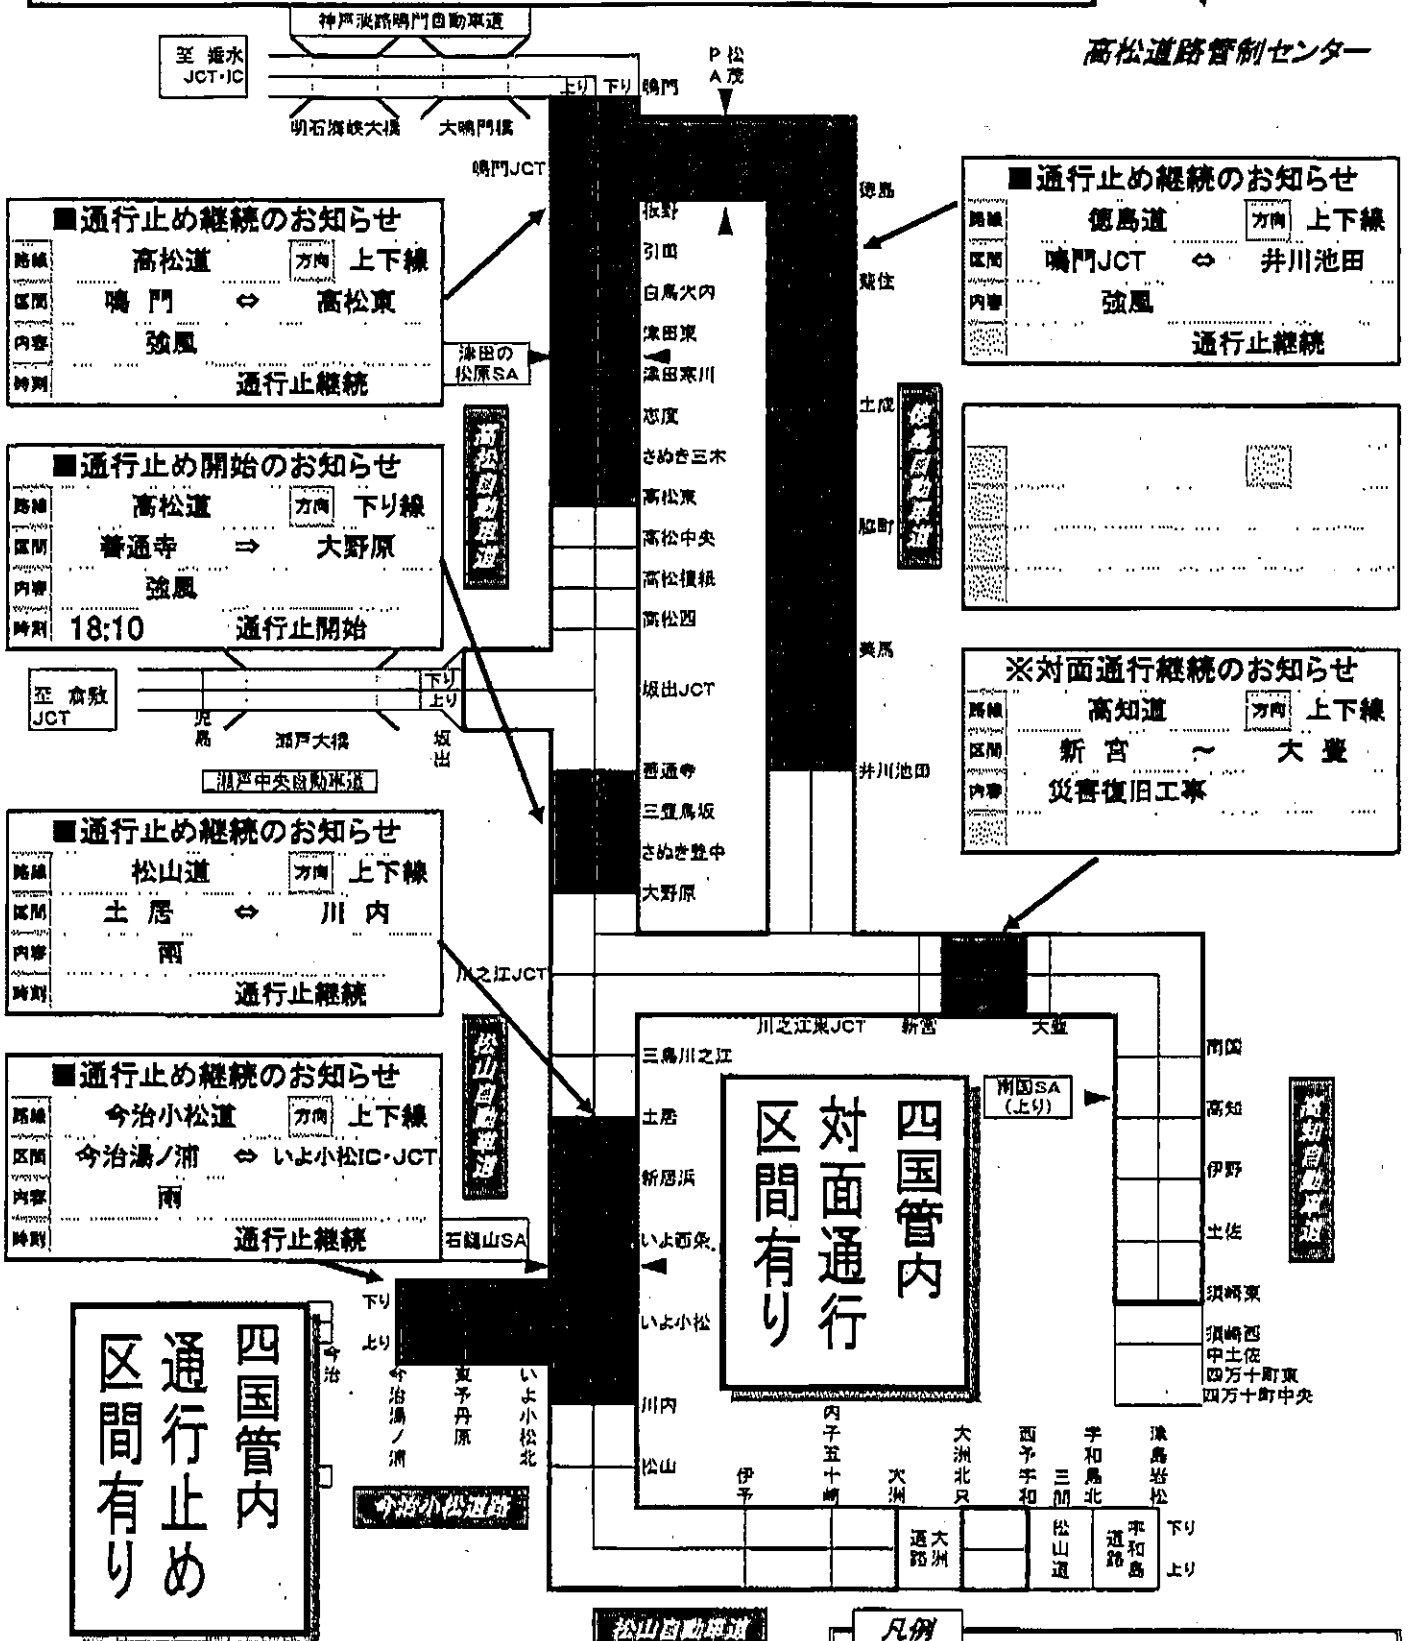 神戸淡路鳴門自動車道
高松道路管制センター
至 垂水
JCT・IC
上り 下り 鳴門
P 松
A 茂
明石海峡大橋
大鳴門橋
鳴門JCT
■通行止め継続のお知らせ
路線 高松道 方向 上下線
区間 鳴 門 ⇔ 高松東
内容 強風
時刻 通行止継続
■通行止め継続のお知らせ
路線 徳島道 方向 上下線
区間 鳴門JCT ⇔ 井川池田
内容 強風
通行止継続
徳島
藍住
土成
脇町
美馬
井川池田
板野
引田
白鳥大内
津田東
津田寒川
志度
さぬき三木
高松東
高松中央
高松檀紙
高松西
坂出JCT
善通寺
三豊鳥坂
さぬき豊中
大野原
津田の
松原SA
高松自動車道
徳島自動車道
■通行止め開始のお知らせ
路線 高松道 方向 下り線
区間 善通寺 ⇒ 大野原
内容 強風
時刻 18:10 通行止開始
至 倉敷
JCT
下り
上り
児島
瀬戸大橋
坂出
瀬戸中央自動車道
※対面通行継続のお知らせ
路線 高知道 方向 上下線
区間 新 宮 ～ 大 豊
内容 災害復旧工事
■通行止め継続のお知らせ
路線 松山道 方向 上下線
区間 土 居 ⇔ 川 内
内容 雨
時刻 通行止継続
川之江JCT
川之江東JCT
新宮
大豊
松山自動車道
三島川之江
土居
新居浜
いよ西条
いよ小松
川内
松山
南国SA
(上り)
南国
高知
伊野
土佐
須崎東
須崎西
中土佐
四万十町東
四万十町中央
高知自動車道
■通行止め継続のお知らせ
路線 今治小松道 方向 上下線
区間 今治湯ノ浦 ⇔ いよ小松IC・JCT
内容 雨
時刻 通行止継続
石鎚山SA
下り
上り
今治
今治湯ノ浦
東予丹原
いよ小松北
今治小松道路
四国管内
対面通行
区間有り
四国管内
通行止め
区間有り
伊予
内子五十崎
大洲
大洲北只
西予宇和
三間
宇和島北
津島岩松
大洲
道路
松山道
宇和島
道路
下り
上り
松山自動車道
凡例